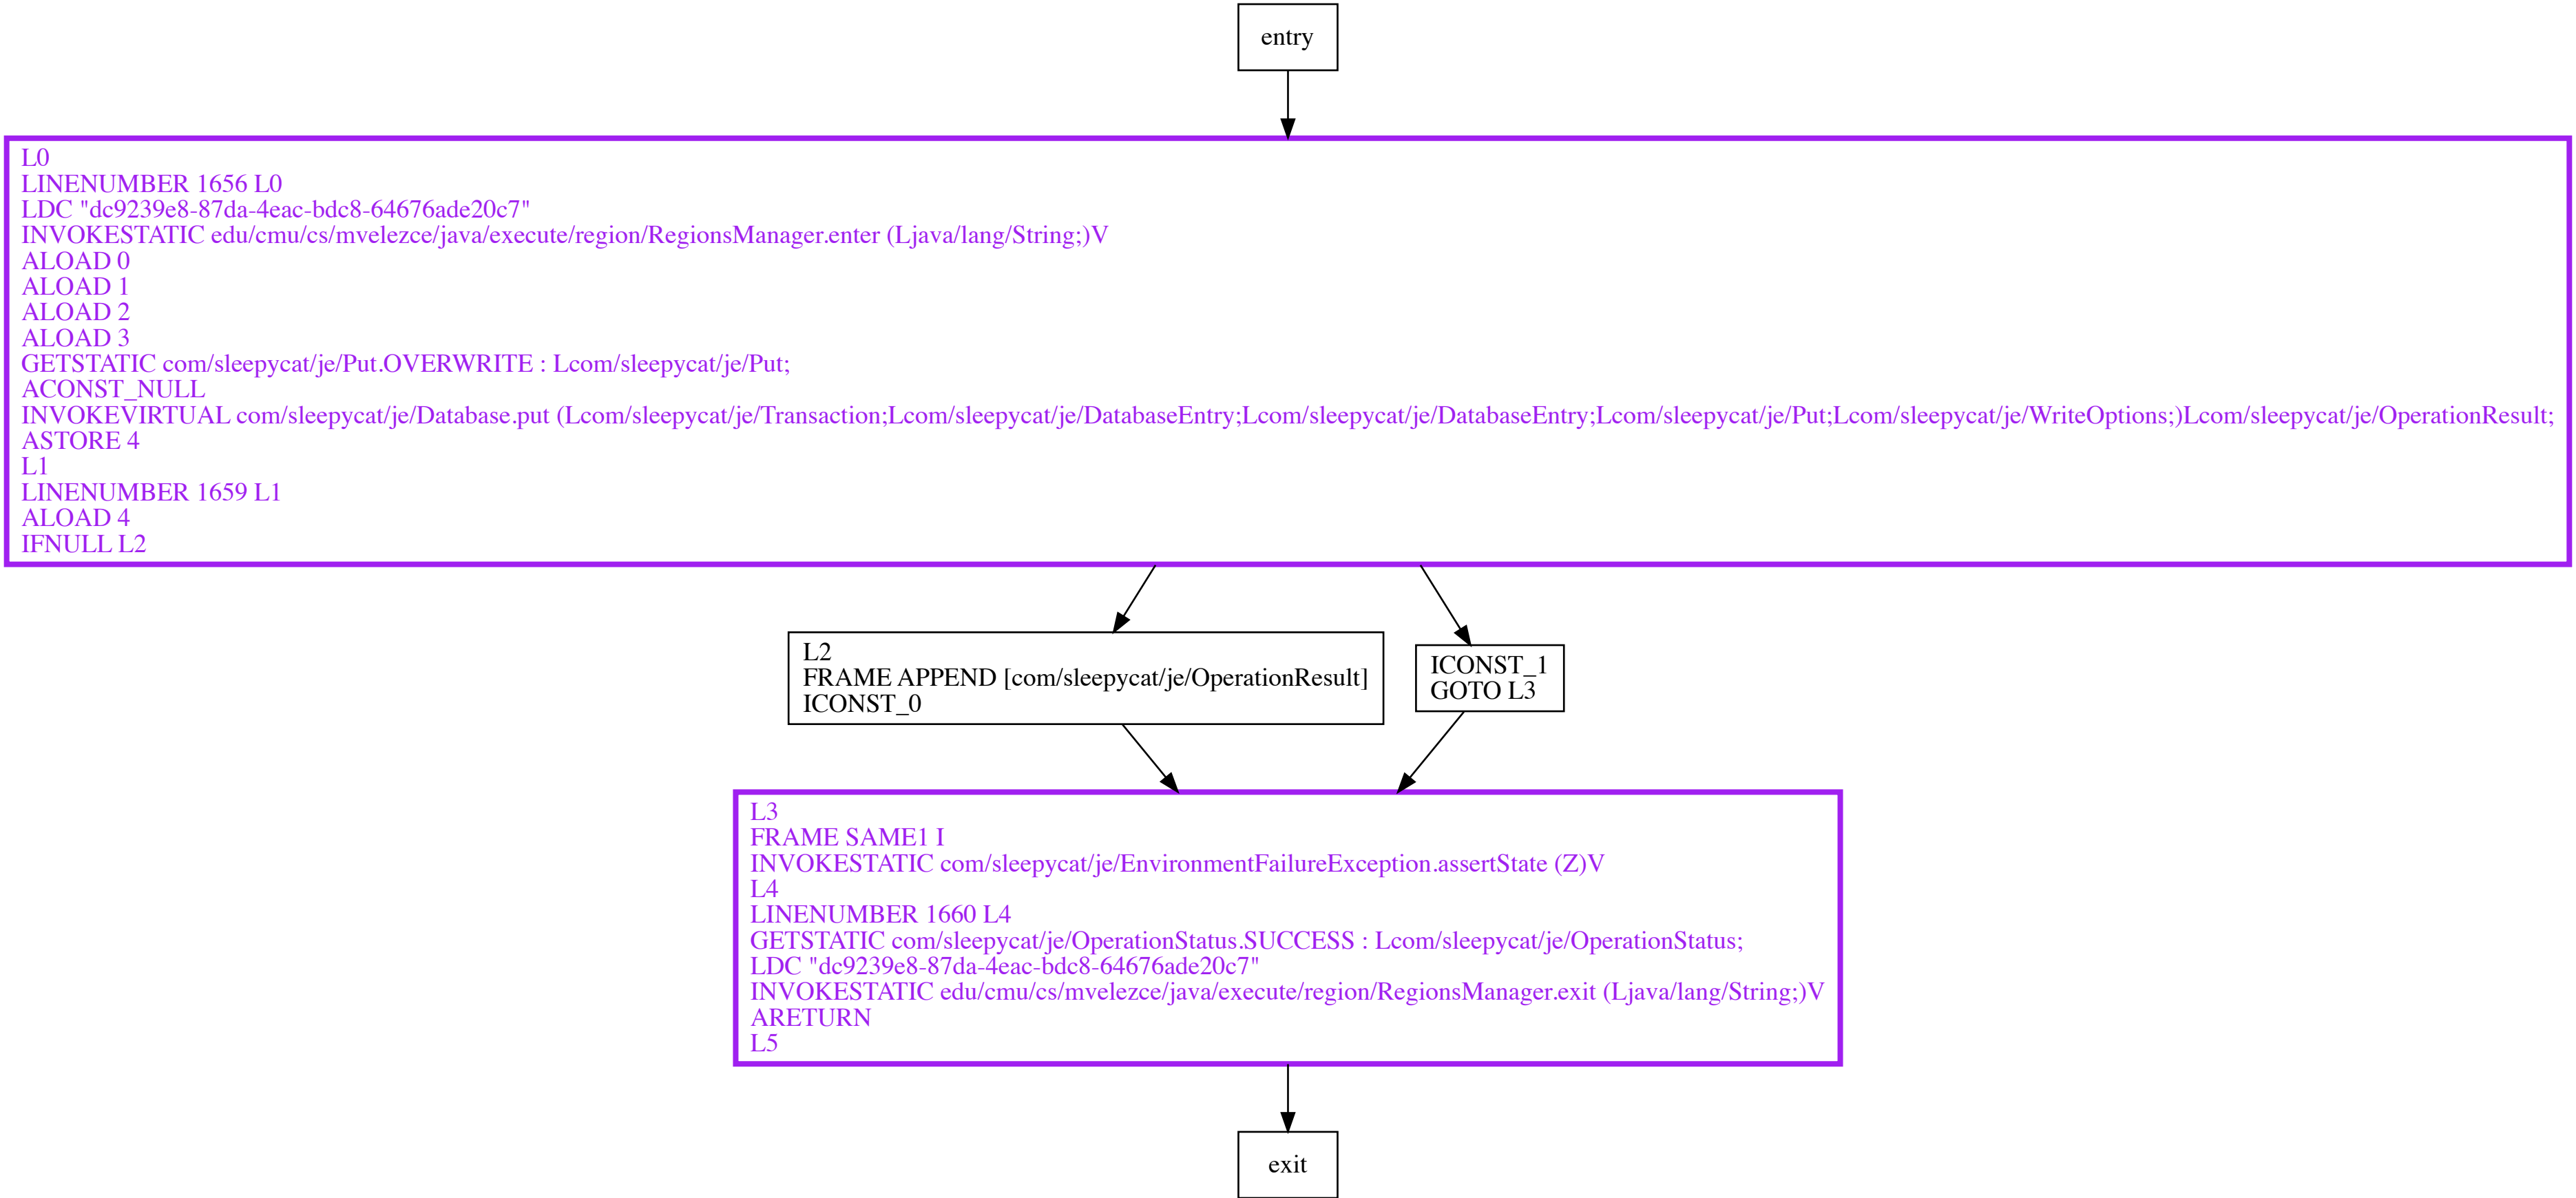 entry
L0
LINENUMBER 1656 L0
LDC "dc9239e8-87da-4eac-bdc8-64676ade20c7"
INVOKESTATIC edu/cmu/cs/mvelezce/java/execute/region/RegionsManager.enter (Ljava/lang/String;)V
ALOAD 0
ALOAD 1
ALOAD 2
ALOAD 3
GETSTATIC com/sleepycat/je/Put.OVERWRITE : Lcom/sleepycat/je/Put;
ACONST_NULL
INVOKEVIRTUAL com/sleepycat/je/Database.put (Lcom/sleepycat/je/Transaction;Lcom/sleepycat/je/DatabaseEntry;Lcom/sleepycat/je/DatabaseEntry;Lcom/sleepycat/je/Put;Lcom/sleepycat/je/WriteOptions;)Lcom/sleepycat/je/OperationResult;
ASTORE 4
L1
LINENUMBER 1659 L1
ALOAD 4
IFNULL L2
L2
FRAME APPEND [com/sleepycat/je/OperationResult]
ICONST_0
ICONST_1
GOTO L3
L3
FRAME SAME1 I
INVOKESTATIC com/sleepycat/je/EnvironmentFailureException.assertState (Z)V
L4
LINENUMBER 1660 L4
GETSTATIC com/sleepycat/je/OperationStatus.SUCCESS : Lcom/sleepycat/je/OperationStatus;
LDC "dc9239e8-87da-4eac-bdc8-64676ade20c7"
INVOKESTATIC edu/cmu/cs/mvelezce/java/execute/region/RegionsManager.exit (Ljava/lang/String;)V
ARETURN
L5
exit